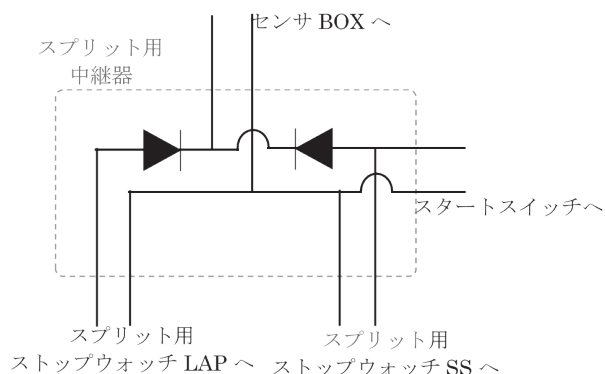 センサ BOX へ
スプリット用
中継器
スタートスイッチへ
スプリット用
ストップウォッチ LAP へ
スプリット用
ストップウォッチ SS へ